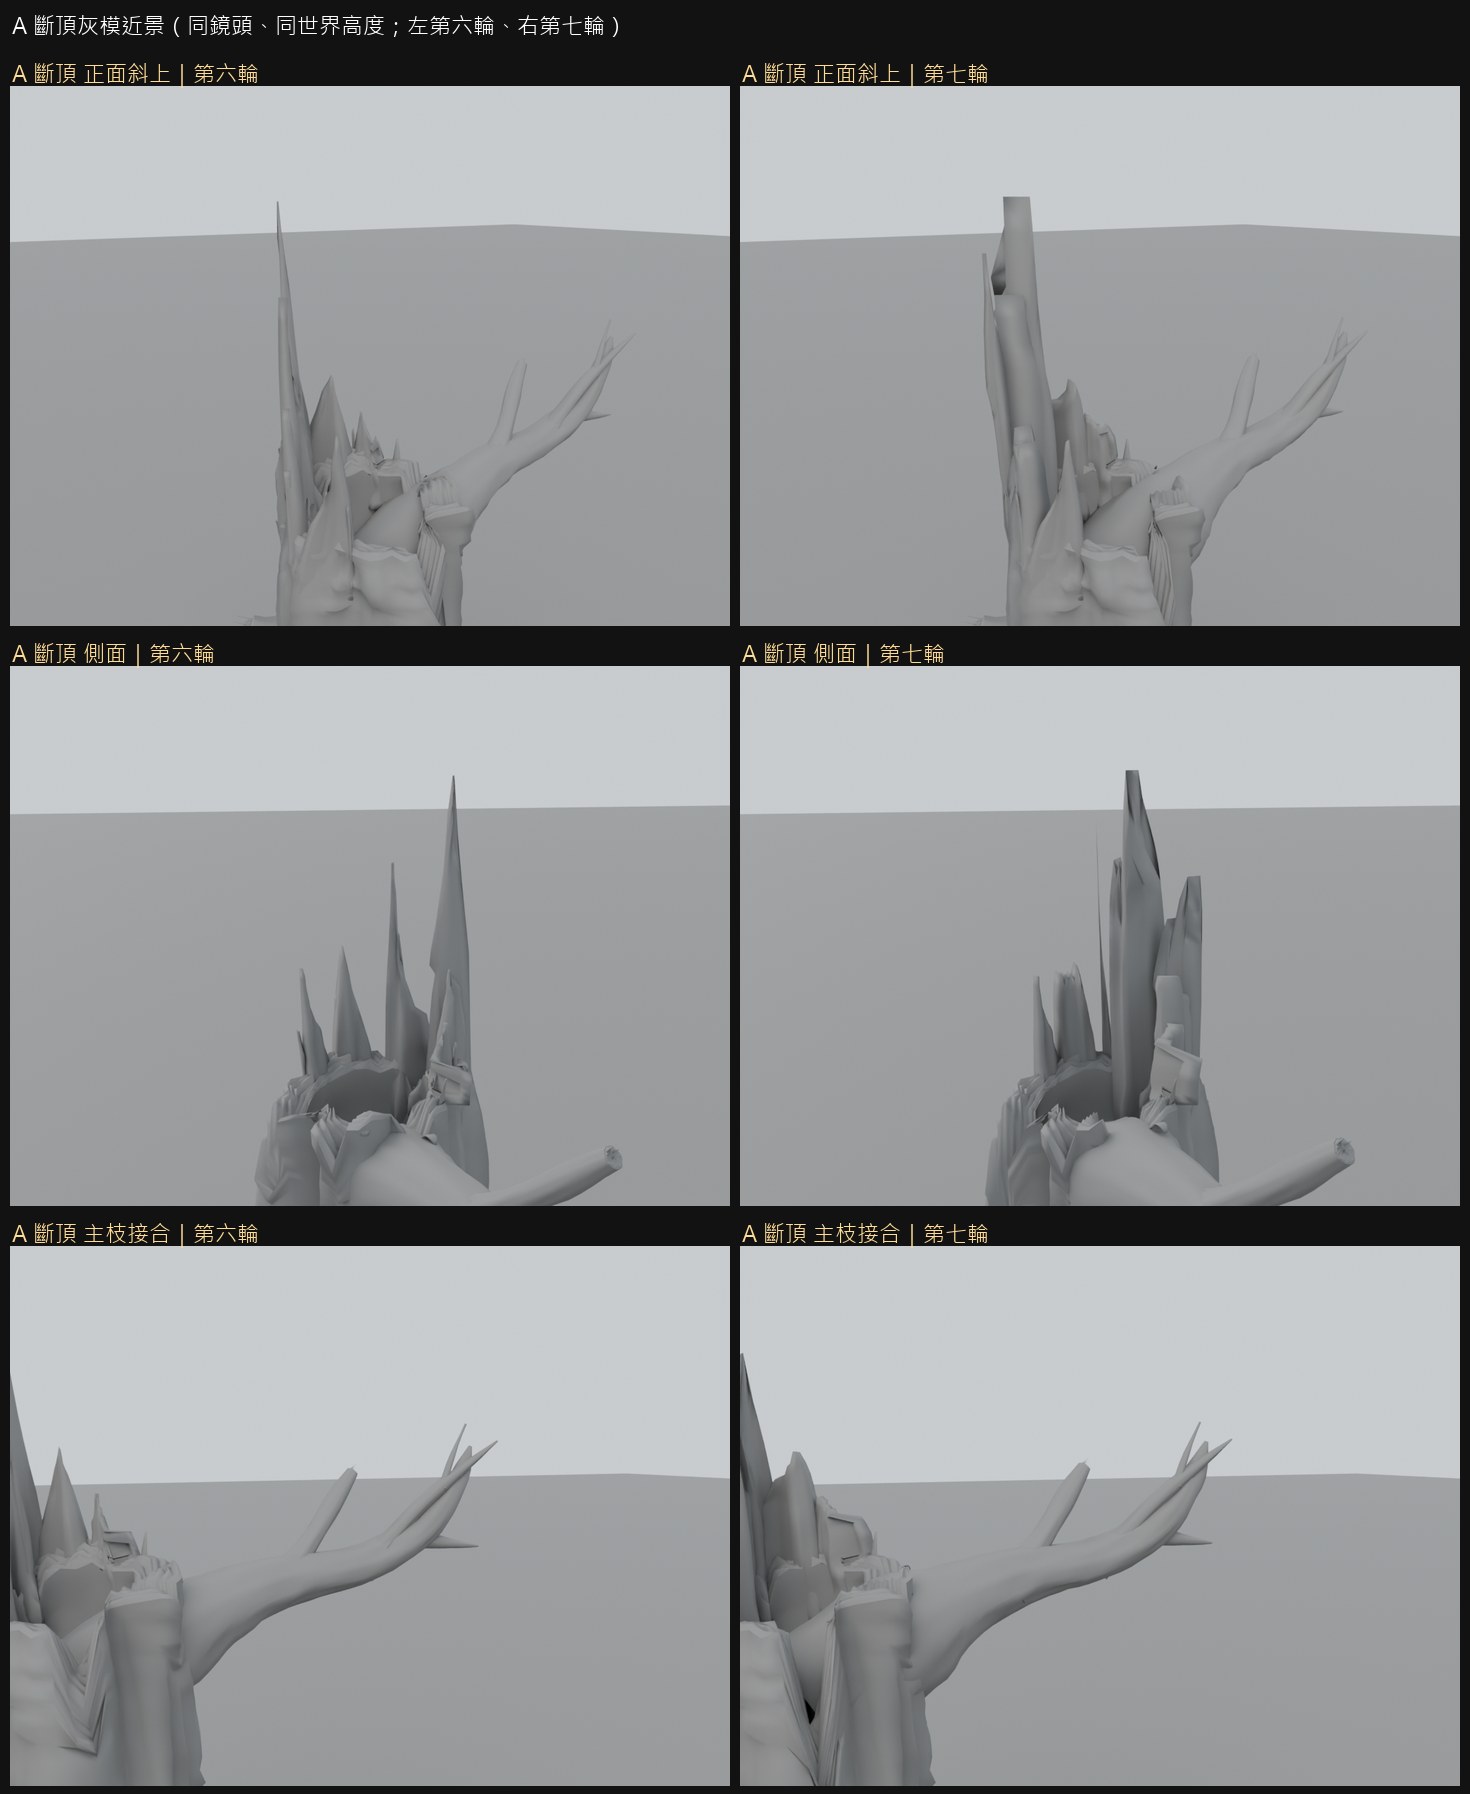 A 斷頂灰模近景（同鏡頭、同世界高度；左第六輪、右第七輪）
A 斷頂 正面斜上｜第六輪
A 斷頂 正面斜上｜第七輪
A 斷頂 側面｜第六輪
A 斷頂 側面｜第七輪
A 斷頂 主枝接合｜第六輪
A 斷頂 主枝接合｜第七輪